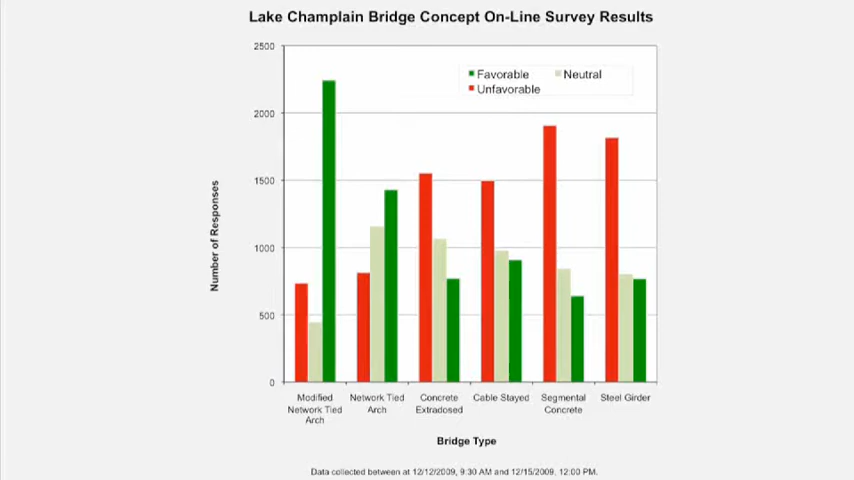 Lake Champlain Bridge Concept On-Line Survey Results
2500
Favorable Neutral
Unfavorable
2000
1500
1000
500
0
Number of Responses
Modified Network Tied Arch
Network Tied Arch
Concrete Extradosed
Cable Stayed
Segmental Concrete
Steel Girder
Bridge Type
Data collected between at 12/12/2009, 9:30 AM and 12/15/2009, 12:00 PM.